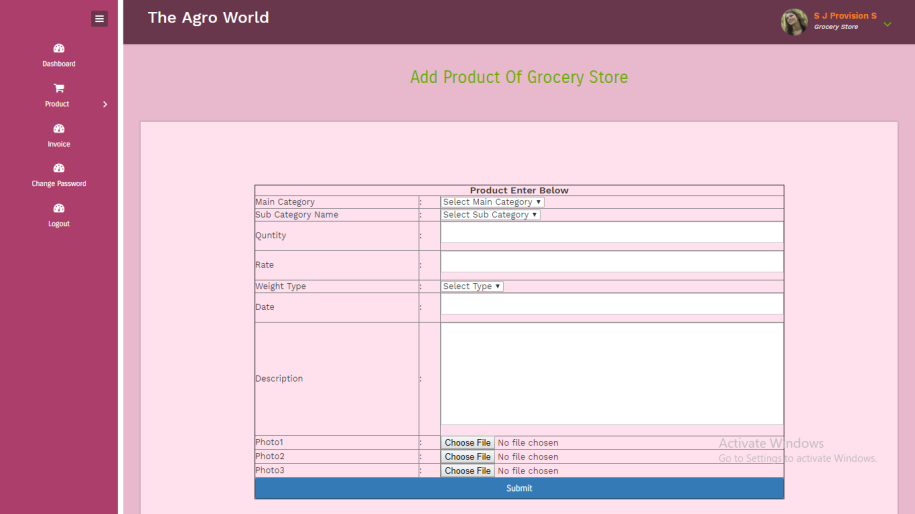 The Agro World
S J Provision S
Grocery Store
Dashboard
Product
Invoice
Change Password
Logout
Add Product Of Grocery Store
Product Enter Below
Main Category : Select Main Category
Sub Category Name : Select Sub Category
Quntity :
Rate :
Weight Type : Select Type
Date :
Description :
Photo1 : Choose File No file chosen
Photo2 : Choose File No file chosen
Photo3 : Choose File No file chosen
Submit
Activate Windows
Go to Settings to activate Windows.